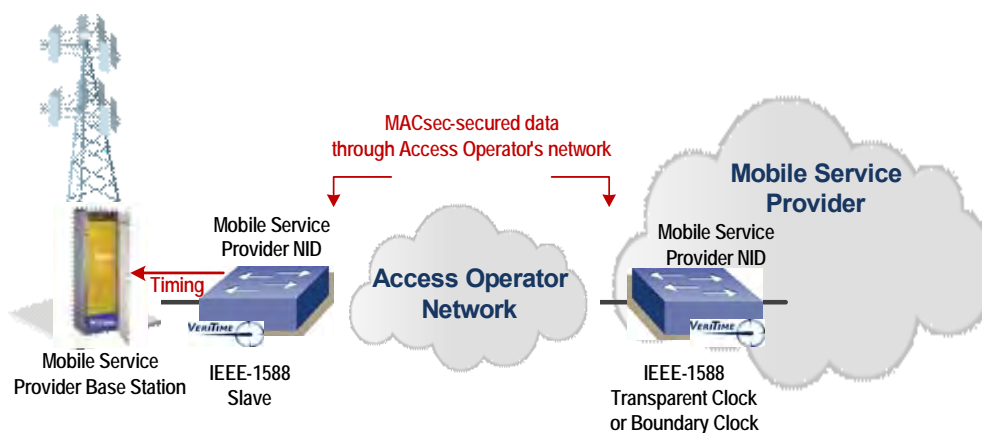 MACsec-secured data
through Access Operator's network
Mobile Service
Provider
Mobile Service
Provider NID
Mobile Service
Provider NID
Access Operator
Network
Timing
VERITIME
VERITIME
Mobile Service
Provider Base Station
IEEE-1588
Slave
IEEE-1588
Transparent Clock
or Boundary Clock